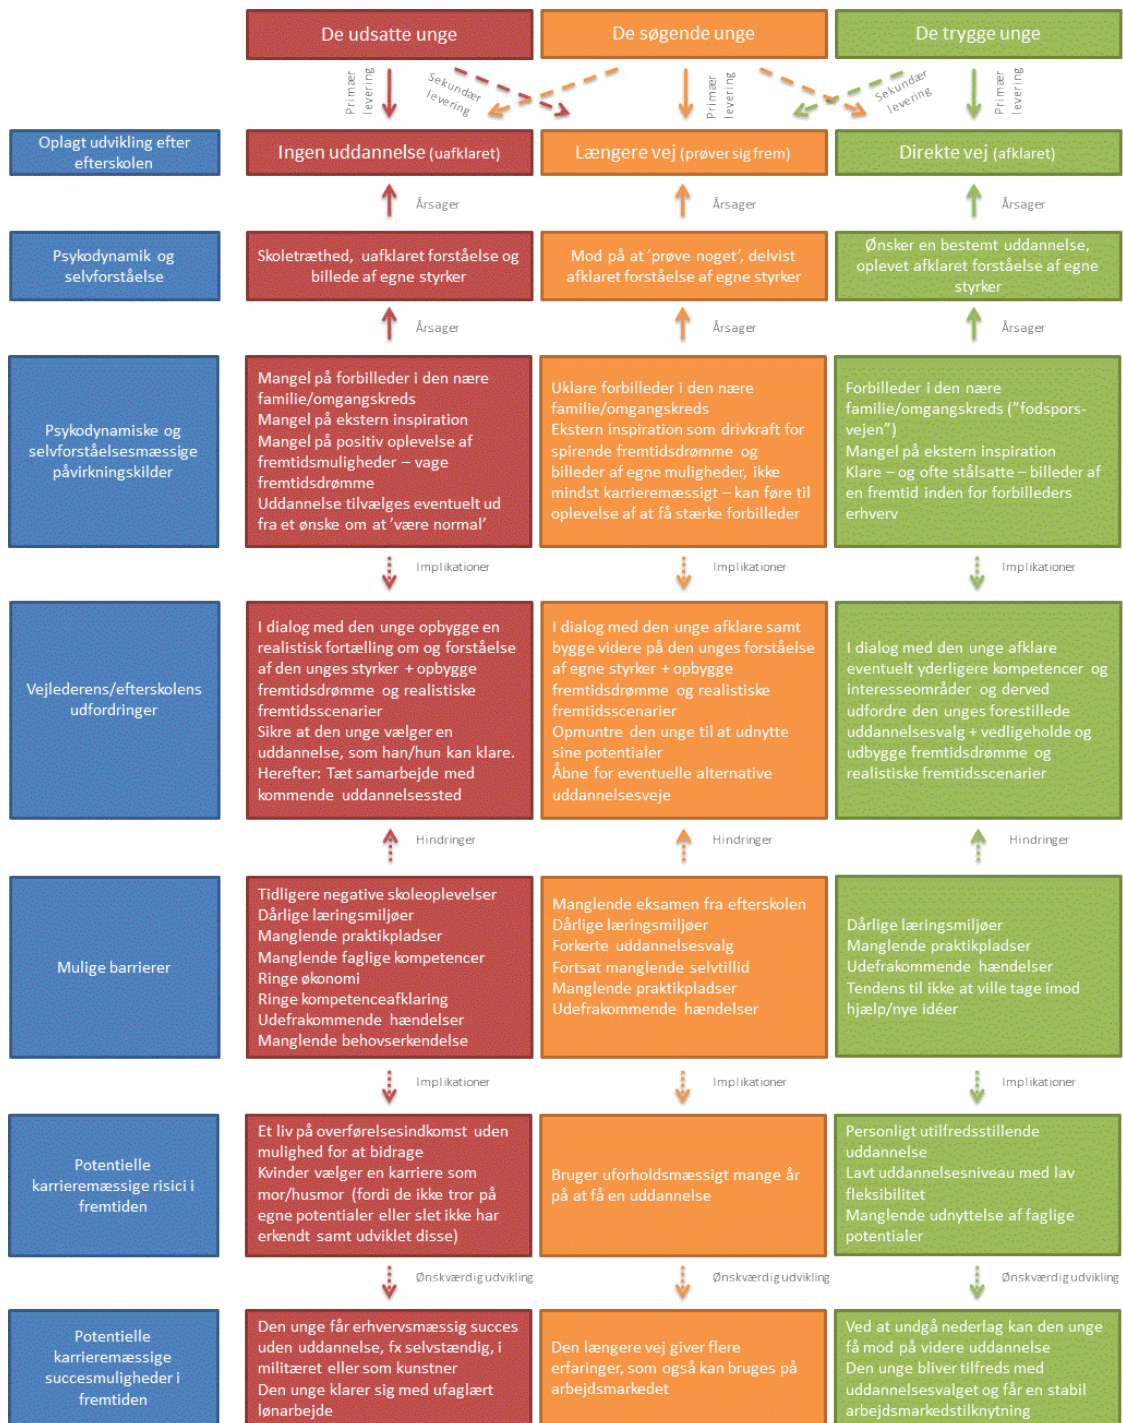 De udsatte unge
De søgende unge
De trygge unge
Primær
levering
Sekundær
levering
Primær
levering
Sekundær
levering
Primær
levering
Oplagt udvikling efter
efterskolen
Ingen uddannelse (uafklaret)
Længere vej (prøver sig frem)
Direkte vej (afklaret)
Årsager
Årsager
Årsager
Psykodynamik og
selvforståelse
Skoletræthed, uafklaret forståelse og
billede af egne styrker
Mod på at ’prøve noget’, delvist
afklaret forståelse af egne styrker
Ønsker en bestemt uddannelse,
oplevet afklaret forståelse af egne
styrker
Årsager
Årsager
Årsager
Psykodynamiske og
selvforståelsesmæssige
påvirkningskilder
Mangel på forbilleder i den nære
familie/omgangskreds
Mangel på ekstern inspiration
Mangel på positiv oplevelse af
fremtidsmuligheder – vage
fremtidsdrømme
Uddannelse tilvælges eventuelt ud
fra et ønske om at ’være normal’
Uklare forbilleder i den nære
familie/omgangskreds
Ekstern inspiration som drivkraft for
spirende fremtidsdrømme og
billeder af egne muligheder, ikke
mindst karrieremæssigt – kan føre til
oplevelse af at få stærke forbilleder
Forbilleder i den nære
familie/omgangskreds (”fodspors-
vejen”)
Mangel på ekstern inspiration
Klare – og ofte stålsatte – billeder af
en fremtid inden for forbilleders
erhverv
Implikationer
Implikationer
Implikationer
Vejlederens/efterskolens
udfordringer
I dialog med den unge opbygge en
realistisk fortælling om og forståelse
af den unges styrker + opbygge
fremtidsdrømme og realistiske
fremtidsscenarier
Sikre at den unge vælger en
uddannelse, som han/hun kan klare.
Herefter: Tæt samarbejde med
kommende uddannelsessted
I dialog med den unge afklare samt
bygge videre på den unges forståelse
af egne styrker + opbygge
fremtidsdrømme og realistiske
fremtidsscenarier
Opmuntre den unge til at udnytte
sine potentialer
Åbne for eventuelle alternative
uddannelsesveje
I dialog med den unge afklare
eventuelt yderligere kompetencer og
interesseområder og derved
udfordre den unges forestillede
uddannelsesvalg + vedligeholde og
udbygge fremtidsdrømme og
realistiske fremtidsscenarier
Hindringer
Hindringer
Hindringer
Mulige barrierer
Tidligere negative skoleoplevelser
Dårlige læringsmiljøer
Manglende praktikpladser
Manglende faglige kompetencer
Ringe økonomi
Ringe kompetenceafklaring
Udefrakommende hændelser
Manglende behovserkendelse
Manglende eksamen fra efterskolen
Dårlige læringsmiljøer
Forkerte uddannelsesvalg
Fortsat manglende selvtillid
Manglende praktikpladser
Udefrakommende hændelser
Dårlige læringsmiljøer
Manglende praktikpladser
Udefrakommende hændelser
Tendens til ikke at ville tage imod
hjælp/nye idéer
Implikationer
Implikationer
Implikationer
Potentielle
karrieremæssige risici i
fremtiden
Et liv på overførelsesindkomst uden
mulighed for at bidrage
Kvinder vælger en karriere som
mor/husmor (fordi de ikke tror på
egne potentialer eller slet ikke har
erkendt samt udviklet disse)
Bruger uforholdsmæssigt mange år
på at få en uddannelse
Personligt utilfredsstillende
uddannelse
Lavt uddannelsesniveau med lav
fleksibilitet
Manglende udnyttelse af faglige
potentialer
Ønskværdig udvikling
Ønskværdig udvikling
Ønskværdig udvikling
Potentielle
karrieremæssige
succesmuligheder i
fremtiden
Den unge får erhvervsmæssig succes
uden uddannelse, fx selvstændig, i
militæret eller som kunstner
Den unge klarer sig med ufaglært
lønarbejde
Den længere vej giver flere
erfaringer, som også kan bruges på
arbejdsmarkedet
Ved at undgå nederlag kan den unge
få mod på videre uddannelse
Den unge bliver tilfreds med
uddannelsesvalget og får en stabil
arbejdsmarkedstilknytning